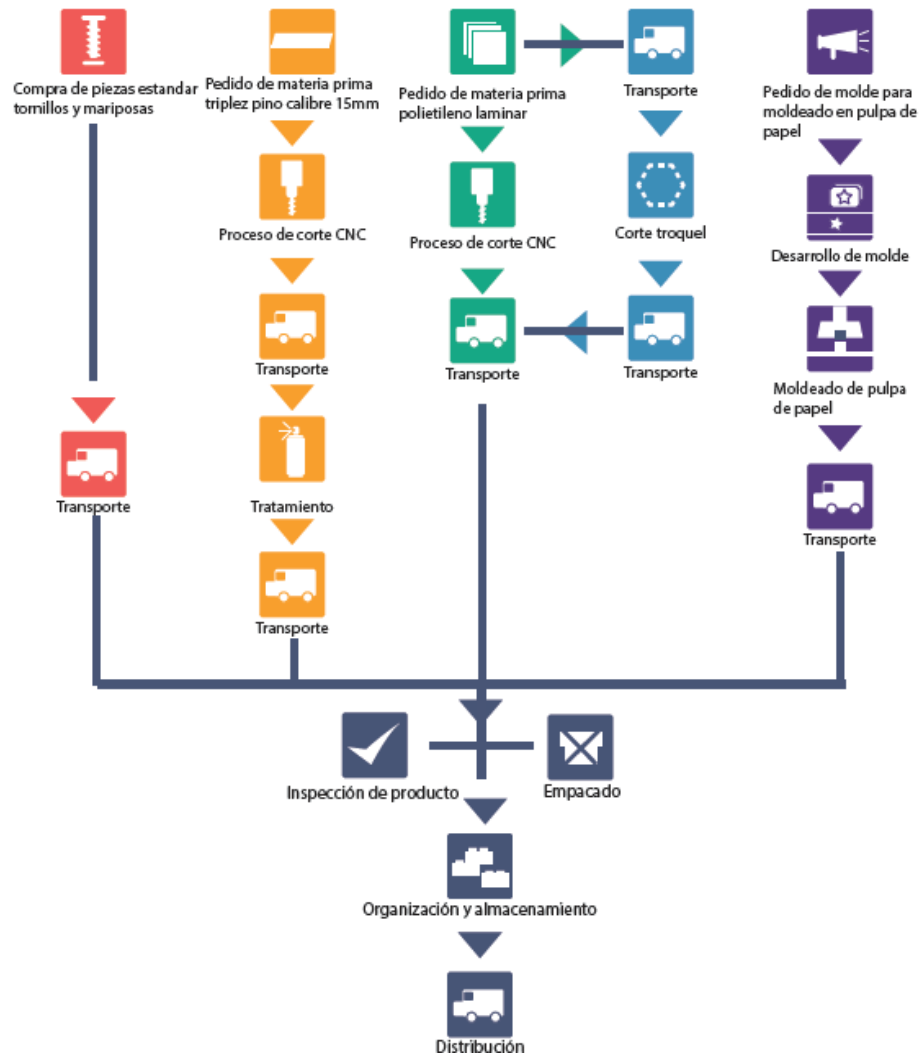 Compra de piezas estandar
tornillos y mariposas
Pedido de materia prima
triplez pino calibre 15mm
Pedido de materia prima
polietileno laminar
Transporte
Pedido de molde para
moldeado en pulpa de
papel
Proceso de corte CNC
Proceso de corte CNC
Corte troquel
Desarrollo de molde
Transporte
Transporte
Transporte
Moldeado de pulpa
de papel
Transporte
Tratamiento
Transporte
Transporte
Inspección de producto
Empacado
Organización y almacenamiento
Distribución